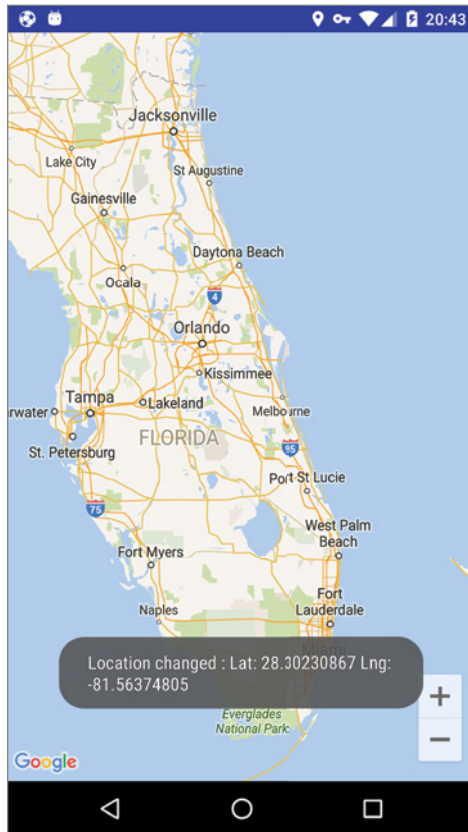 20:43
Jacksonville
Lake City
St Augustine
Gainesville
Daytona Beach
Ocala
4
Orlando
Kissimmee
Tampa
Lakeland
rwater
Melbourne
FLORIDA
St. Petersburg
95
Port St Lucie
75
West Palm
Beach
Fort Myers
Fort
Lauderdale
Naples
Miami
Location changed : Lat: 28.30230867 Lng:
-81.56374805
+
−
Everglades
National Park
Google